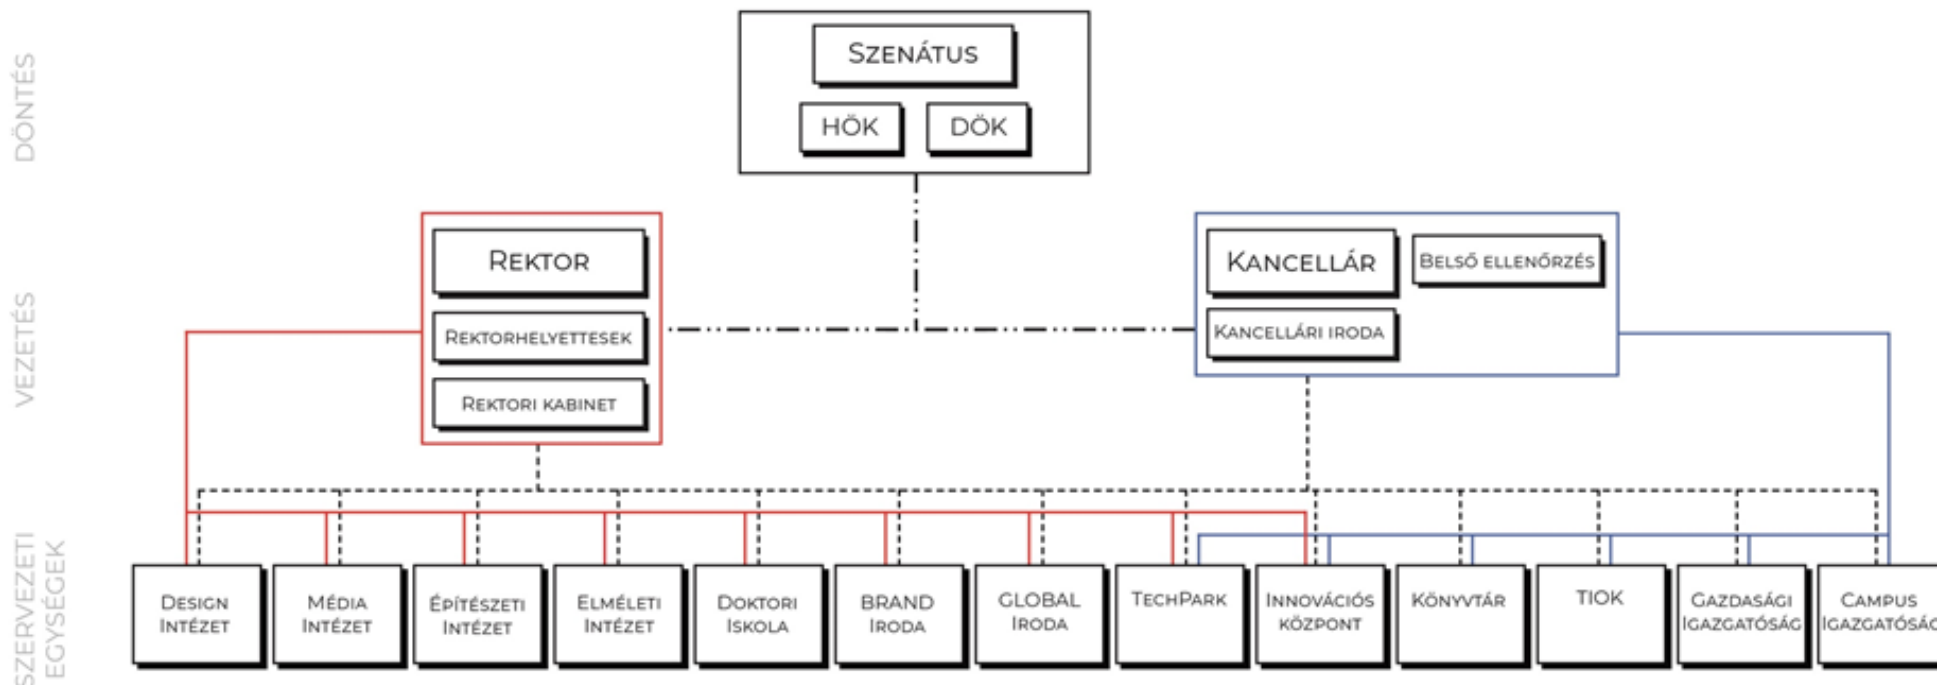 DÖNTÉS
SZENÁTUS
HÖK
DÖK
VEZETÉS
REKTOR
REKTORHELYETTESEK
REKTORI KABINET
KANCELLÁR
BELSŐ ELLENŐRZÉS
KANCELLÁRI IRODA
SZERVEZETI
EGYSÉGEK
DESIGN
INTÉZET
MÉDIA
INTÉZET
ÉPÍTÉSZETI
INTÉZET
ELMÉLETI
INTÉZET
DOKTORI
ISKOLA
BRAND
IRODA
GLOBAL
IRODA
TECHPARK
INNOVÁCIÓS
KÖZPONT
KÖNYVTÁR
TIOK
GAZDASÁGI
IGAZGATÓSÁG
CAMPUS
IGAZGATÓSÁG